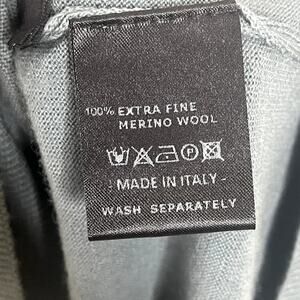 100% EXTRA FINE
MERINO WOOL
P
- MADE IN ITALY -
WASH SEPARATELY